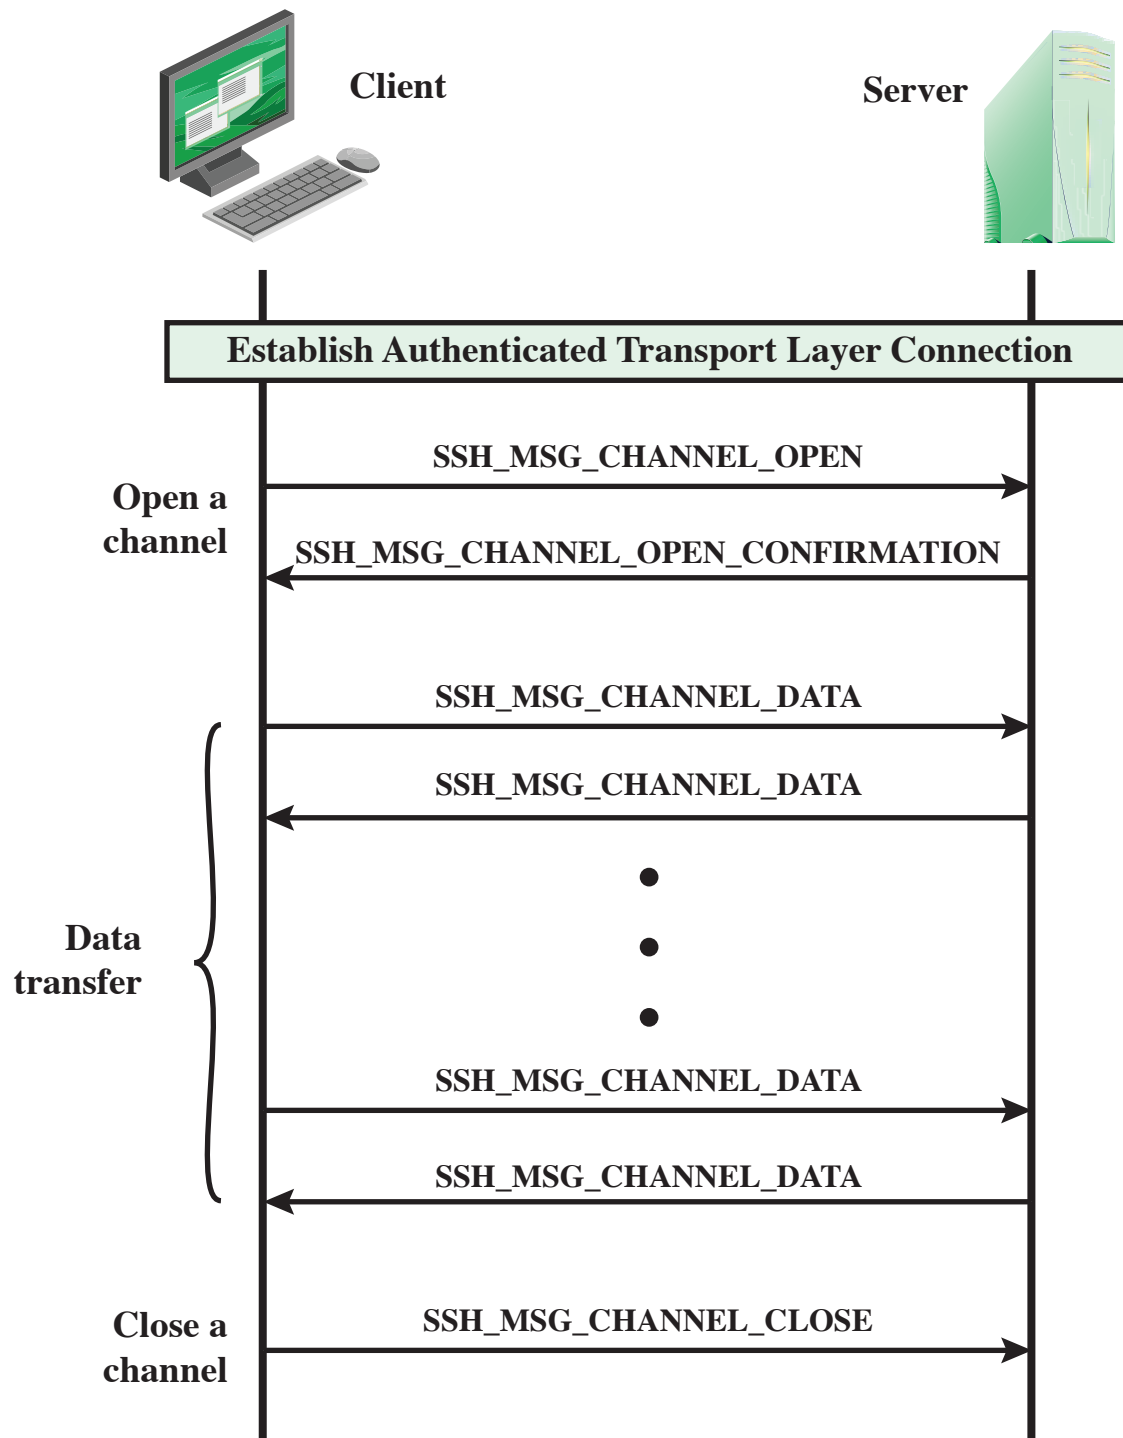 Client
Server
Establish Authenticated Transport Layer Connection
SSH_MSG_CHANNEL_OPEN
Open a
channel
SSH_MSG_CHANNEL_OPEN_CONFIRMATION
SSH_MSG_CHANNEL_DATA
SSH_MSG_CHANNEL_DATA
Data
transfer
SSH_MSG_CHANNEL_DATA
SSH_MSG_CHANNEL_DATA
Close a
channel
SSH_MSG_CHANNEL_CLOSE